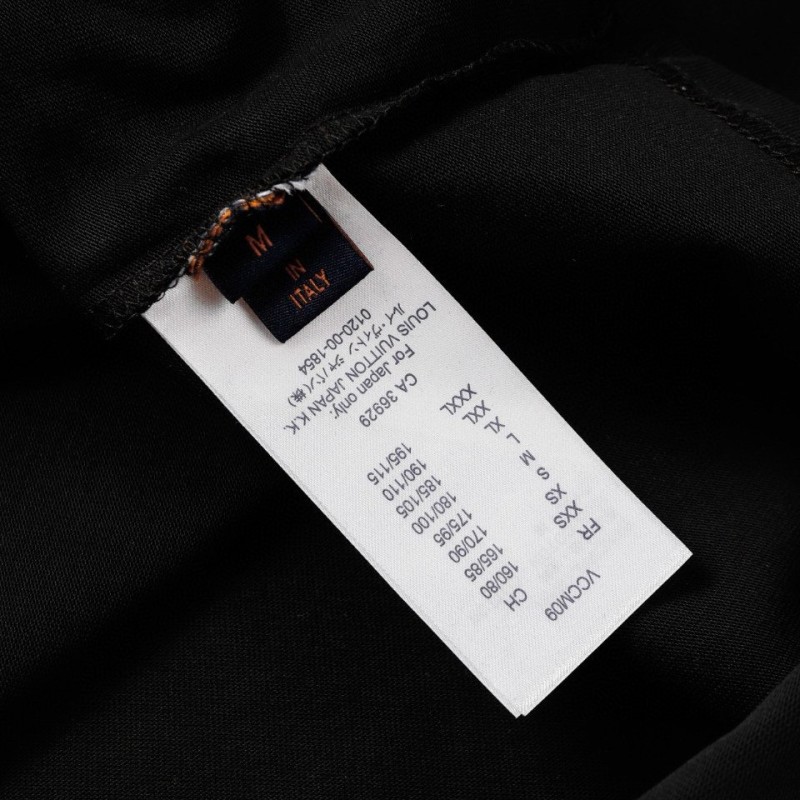 M
IN
ITALY
VCCM09
FR CH
XXS 160/80
XS 165/85
S 170/90
M 175/95
L 180/100
XL 185/105
XXL 190/110
XXXL 195/115
CA 36929
For Japan only:
LOUIS VUITTON JAPAN K.K.
ルイ・ヴィトン ジャパン(株)
0120-00-1854